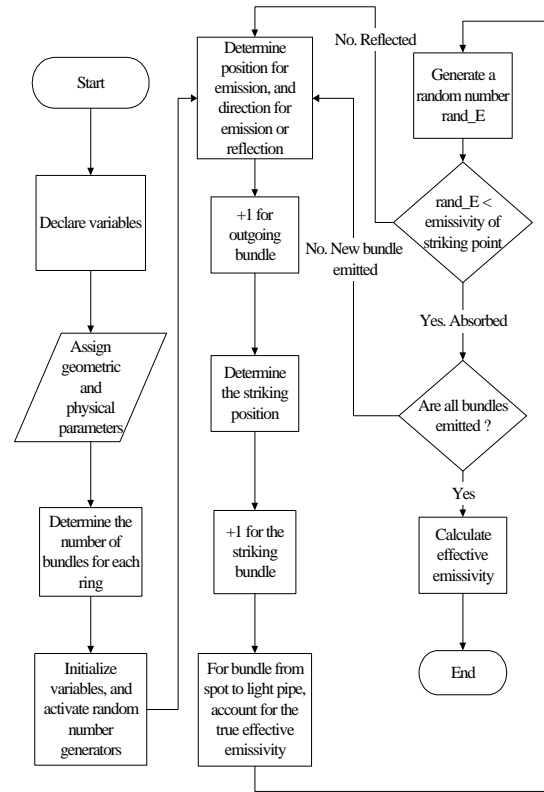 Start
Declare variables
Assign
geometric
and
physical
parameters
Determine the
number of
bundles for each
ring
Initialize
variables, and
activate random
number
generators
Determine
position for
emission, and
direction for
emission or
reflection
+1 for
outgoing
bundle
Determine
the striking
position
+1 for the
striking
bundle
For bundle from
spot to light pipe,
account for the
true effective
emissivity
No. Reflected
No. New bundle
emitted
Generate a
random number
rand_E
rand_E <
emissivity of
striking point
Yes. Absorbed
Are all bundles
emitted ?
Yes
Calculate
effective
emissivity
End